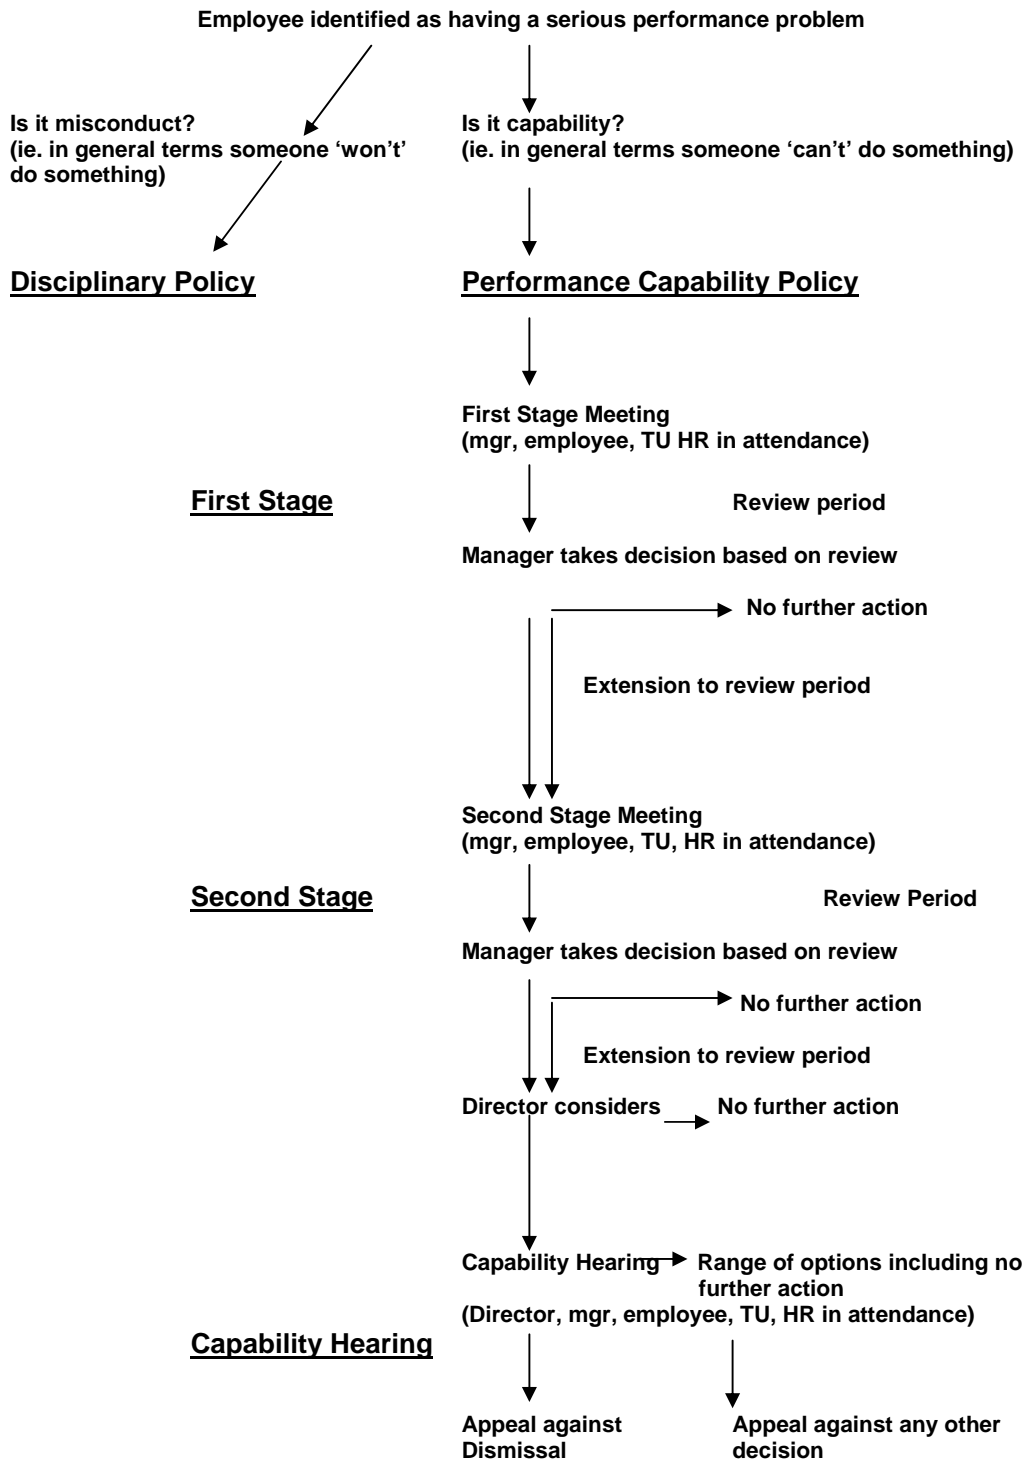 Employee identified as having a serious performance problem
Is it misconduct?
(ie. in general terms someone ‘won’t’
do something)
Is it capability?
(ie. in general terms someone ‘can’t’ do something)
Disciplinary Policy
Performance Capability Policy
First Stage Meeting
(mgr, employee, TU HR in attendance)
First Stage
Review period
Manager takes decision based on review
No further action
Extension to review period
Second Stage Meeting
(mgr, employee, TU, HR in attendance)
Second Stage
Review Period
Manager takes decision based on review
No further action
Extension to review period
Director considers
No further action
Capability Hearing
Range of options including no
further action
(Director, mgr, employee, TU, HR in attendance)
Capability Hearing
Appeal against
Dismissal
Appeal against any other
decision